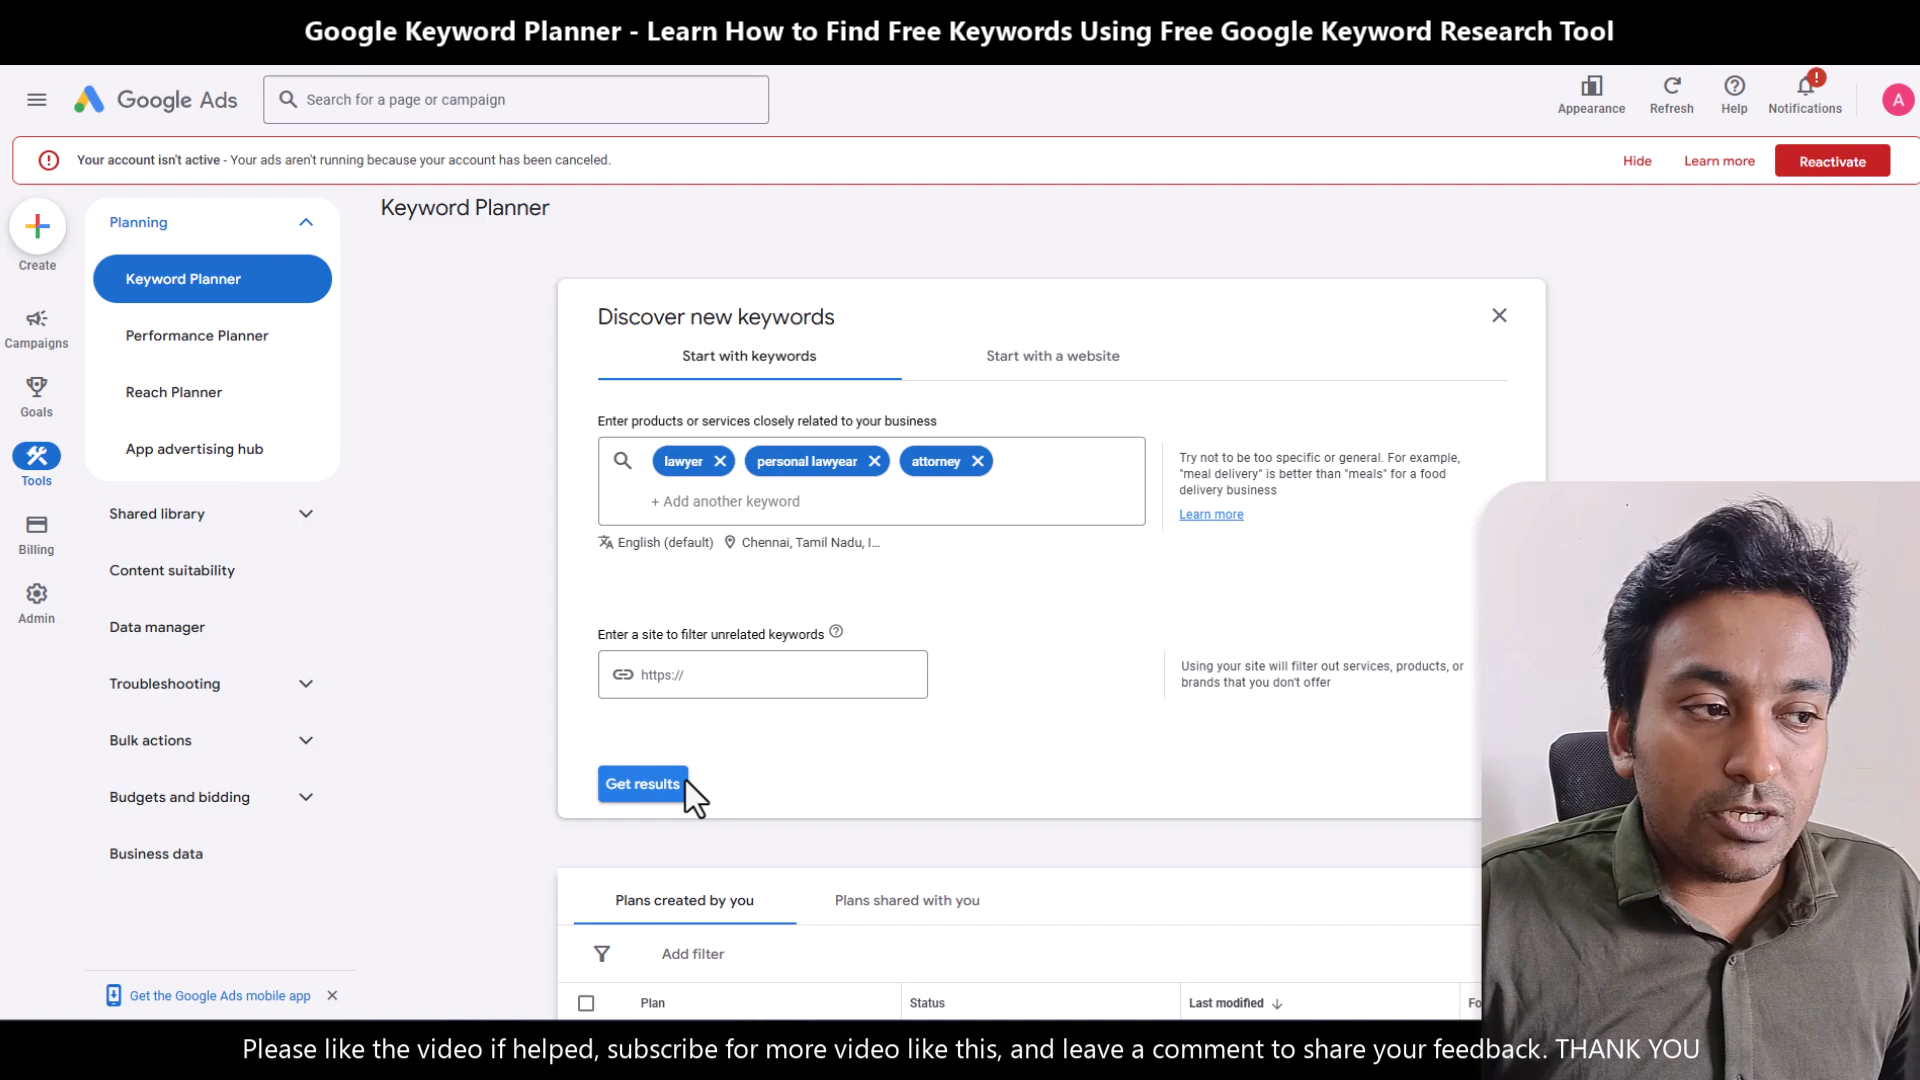 Google Keyword Planner - Learn How to Find Free Keywords Using Free Google Keyword Research Tool
Google Ads
Search for a page or campaign
Appearance
Refresh
Help
!
Notifications
A
Your account isn't active - Your ads aren't running because your account has been canceled.
Hide
Learn more
Reactivate
Create
Campaigns
Goals
Tools
Billing
Admin
Planning
Keyword Planner
Performance Planner
Reach Planner
App advertising hub
Shared library
Content suitability
Data manager
Troubleshooting
Bulk actions
Budgets and bidding
Business data
Get the Google Ads mobile app
Keyword Planner
Discover new keywords
Start with keywords
Start with a website
Enter products or services closely related to your business
lawyer
personal lawyear
attorney
+ Add another keyword
Try not to be too specific or general. For example,
"meal delivery" is better than "meals" for a food
delivery business
Learn more
English (default)
Chennai, Tamil Nadu, I...
Enter a site to filter unrelated keywords
https://
Using your site will filter out services, products, or
brands that you don't offer
Get results
Plans created by you
Plans shared with you
Add filter
Plan
Status
Last modified
Fo
Please like the video if helped, subscribe for more video like this, and leave a comment to share your feedback. THANK YOU